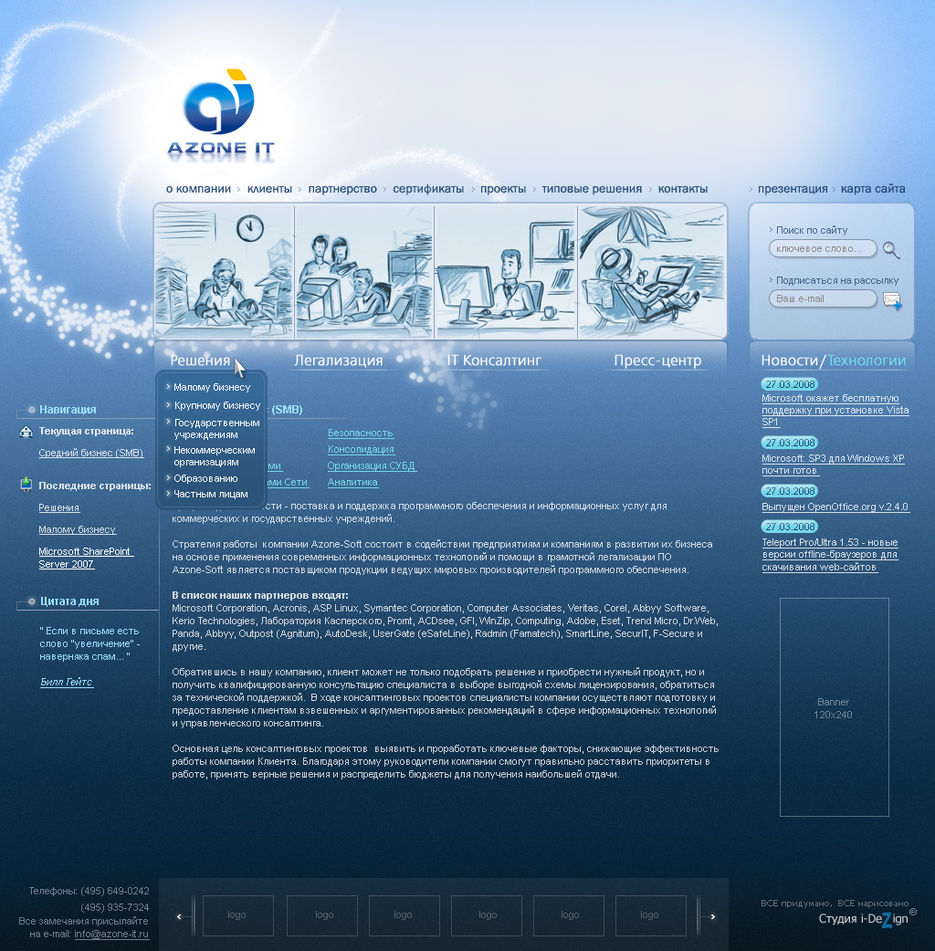 AZONE IT
о компании › клиенты › партнерство › сертификаты › проекты › типовые решения › контакты
› презентация › карта сайта
› Поиск по сайту
ключевое слово...
› Подписаться на рассылку
Ваш e-mail
Решения
Легализация
IT Консалтинг
Пресс-центр
› Малому бизнесу
› Крупному бизнесу
› Государственным
учреждениям
› Некоммерческим
организациям
› Образованию
› Частным лицам
Навигация
Текущая страница:
Средний бизнес (SMB)
Последние страницы:
Решения
Малому бизнесу
Microsoft SharePoint
Server 2007
Цитата дня
" Если в письме есть
слово "увеличение" -
наверняка спам... "
Билл Гейтс
(SMB)
Безопасность
Консолидация
Организация СУБД
ами Сети
Аналитика
сти - поставка и поддержка программного обеспечения и информационных услуг для
коммерческих и государственных учреждений.
Стратегия работы компании Azone-Soft состоит в содействии предприятиям и компаниям в развитии их бизнеса
на основе применения современных информационных технологий и помощи в грамотной легализации ПО
Azone-Soft является поставщиком продукции ведущих мировых производителей программного обеспечения.
В список наших партнеров входят:
Microsoft Corporation, Acronis, ASP Linux, Symantec Corporation, Computer Associates, Veritas, Corel, Abbyy Software,
Kerio Technologies, Лаборатория Касперского, Promt, ACDsee, GFI, WinZip, Computing, Adobe, Eset, Trend Micro, Dr.Web,
Panda, Abbyy, Outpost (Agnitum), AutoDesk, UserGate (eSafeLine), Radmin (Famatech), SmartLine, SecurIT, F-Secure и
другие.
Обратившись в нашу компанию, клиент может не только подобрать решение и приобрести нужный продукт, но и
получить квалифицированную консультацию специалиста в выборе выгодной схемы лицензирования, обратиться
за технической поддержкой. В ходе консалтинговых проектов специалисты компании осуществляют подготовку и
предоставление клиентам взвешенных и аргументированных рекомендаций в сфере информационных технологий
и управленческого консалтинга.
Основная цель консалтинговых проектов выявить и проработать ключевые факторы, снижающие эффективность
работы компании Клиента. Благодаря этому руководители компании смогут правильно расставить приоритеты в
работе, принять верные решения и распределить бюджеты для получения наибольшей отдачи.
Новости/Технологии
27.03.2008
Microsoft окажет бесплатную
поддержку при установке Vista
SP1
27.03.2008
Microsoft: SP3 для Windows XP
почти готов
27.03.2008
Выпущен OpenOffice.org v.2.4.0
27.03.2008
Teleport Pro/Ultra 1.53 - новые
версии offline-браузеров для
скачивания web-сайтов
Banner
120x240
Телефоны: (495) 649-0242
(495) 935-7324
Все замечания присылайте
на e-mail: info@azone-it.ru
logo logo logo logo logo logo
ВСЕ придумано, ВСЕ нарисовано
Студия i-DeZign®